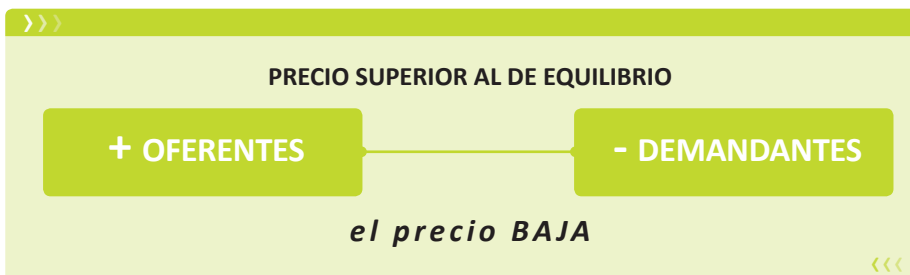 PRECIO SUPERIOR AL DE EQUILIBRIO
+ OFERENTES
- DEMANDANTES
el precio BAJA